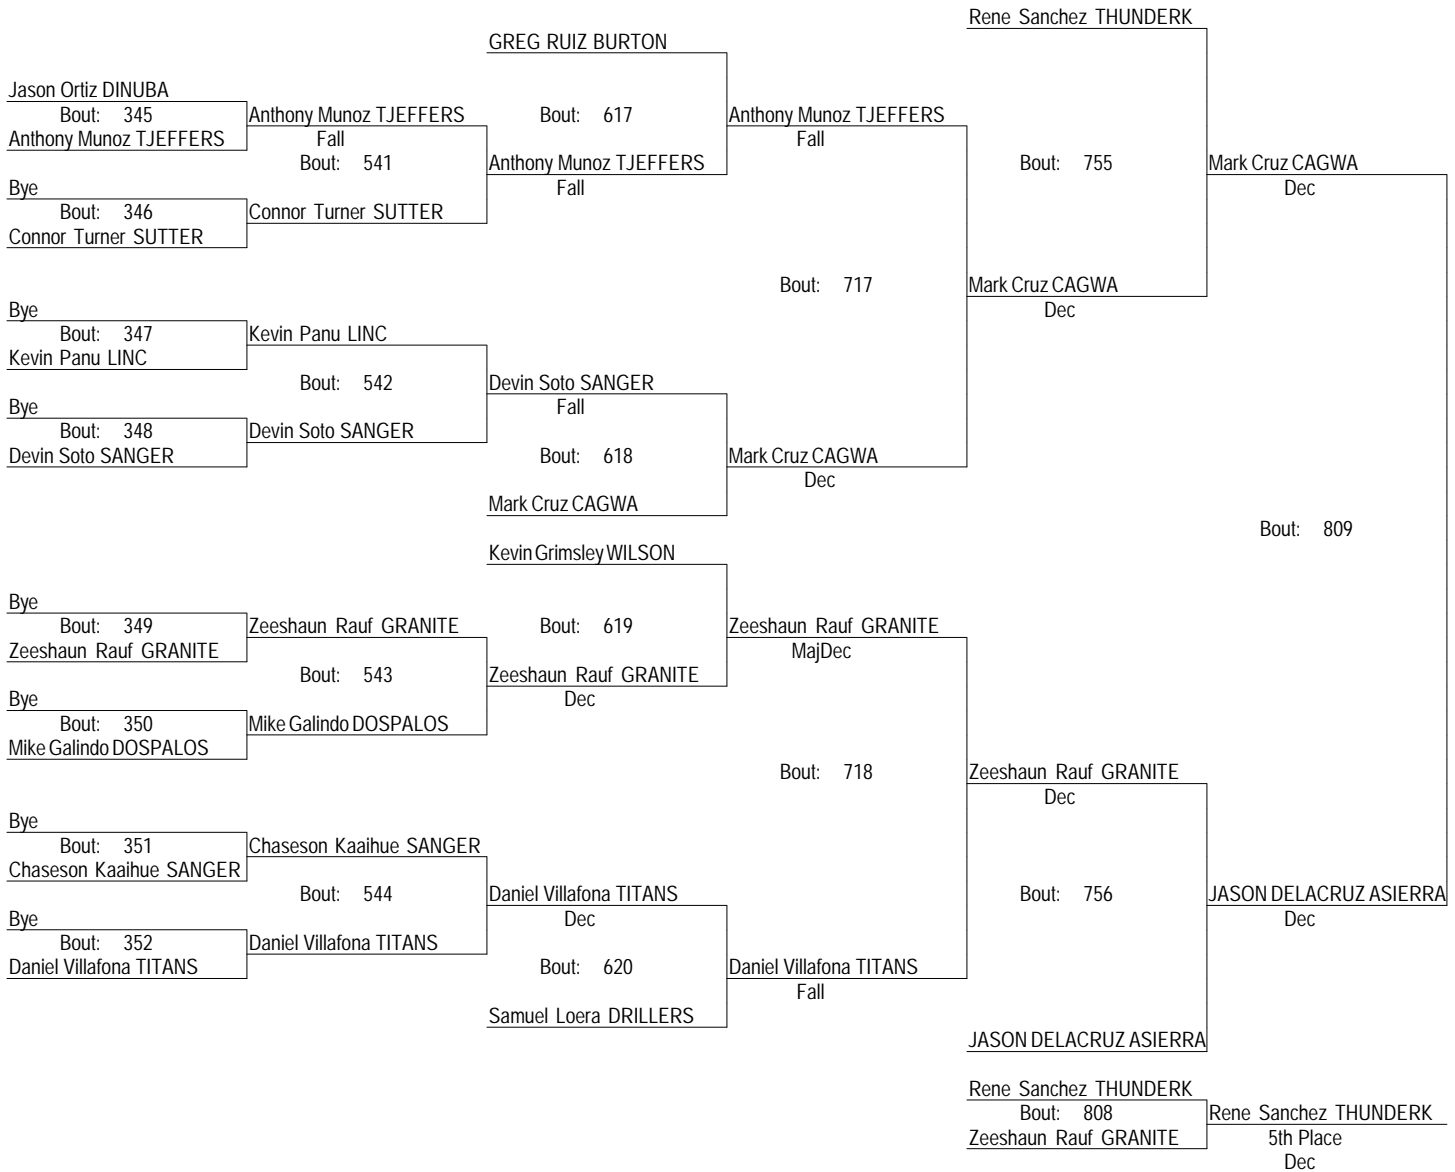 Rene Sanchez THUNDERK
GREG RUIZ BURTON
Jason Ortiz DINUBA
Bout: 345
Anthony Munoz TJEFFERS
Bout: 617
Anthony Munoz TJEFFERS
Anthony Munoz TJEFFERS
Fall
Fall
Bout: 541
Anthony Munoz TJEFFERS
Bout: 755
Mark Cruz CAGWA
Bye
Fall
Dec
Bout: 346
Connor Turner SUTTER
Connor Turner SUTTER
Bout: 717
Mark Cruz CAGWA
Bye
Dec
Bout: 347
Kevin Panu LINC
Kevin Panu LINC
Bout: 542
Devin Soto SANGER
Bye
Fall
Bout: 348
Devin Soto SANGER
Devin Soto SANGER
Bout: 618
Mark Cruz CAGWA
Dec
Mark Cruz CAGWA
Bout: 809
Kevin Grimsley WILSON
Bye
Bout: 349
Zeeshaun Rauf GRANITE
Bout: 619
Zeeshaun Rauf GRANITE
Zeeshaun Rauf GRANITE
MajDec
Bout: 543
Zeeshaun Rauf GRANITE
Bye
Dec
Bout: 350
Mike Galindo DOSPALOS
Mike Galindo DOSPALOS
Bout: 718
Zeeshaun Rauf GRANITE
Dec
Bye
Bout: 351
Chaseson Kaaihue SANGER
Chaseson Kaaihue SANGER
Bout: 544
Daniel Villafona TITANS
Bout: 756
JASON DELACRUZ ASIERRA
Bye
Dec
Dec
Bout: 352
Daniel Villafona TITANS
Daniel Villafona TITANS
Bout: 620
Daniel Villafona TITANS
Fall
Samuel Loera DRILLERS
JASON DELACRUZ ASIERRA
Rene Sanchez THUNDERK
Bout: 808
Rene Sanchez THUNDERK
Zeeshaun Rauf GRANITE
5th Place
Dec